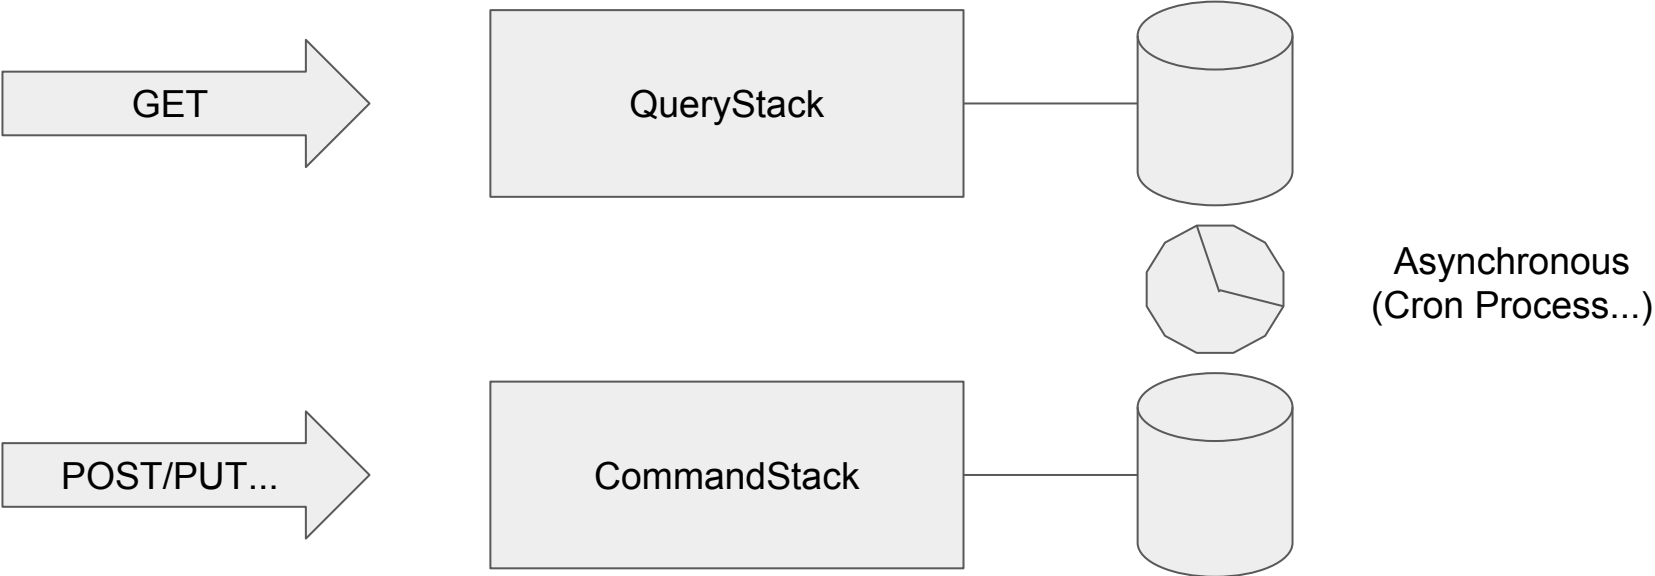 GET
QueryStack
Asynchronous
(Cron Process...)
POST/PUT...
CommandStack